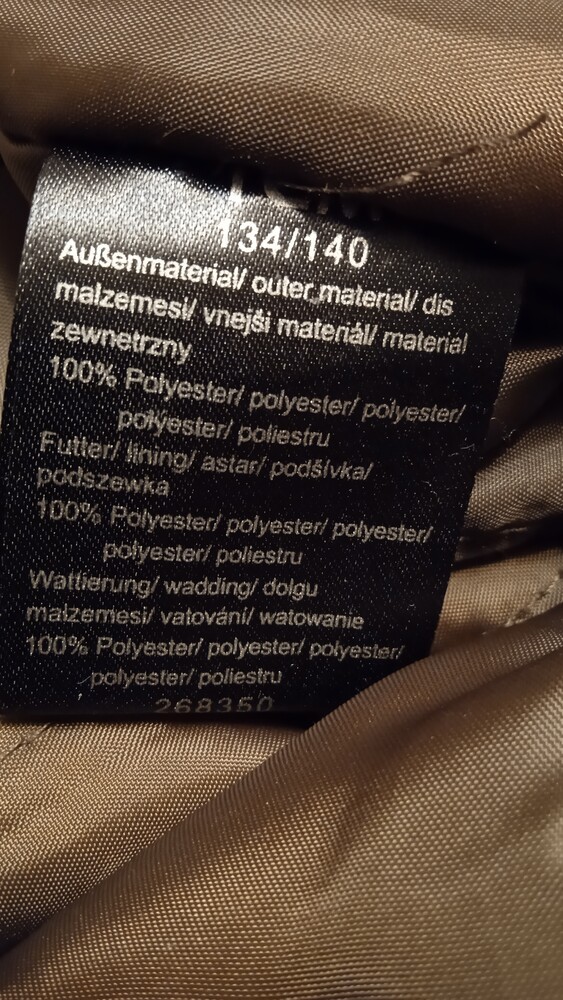 TCM
134/140
Außenmaterial/ outer material/ dis
malzemesi/ vnejši materiál/ material
zewnetrzny
100% Polyester/ polyester/ polyester/
polyester/ poliestru
Futter/ lining/ astar/ podšívka/
podszewka
100% Polyester/ polyester/ polyester/
polyester/ poliestru
Wattierung/ wadding/ dolgu
malzemesi/ vatování/ watowanie
100% Polyester/ polyester/ polyester/
polyester/ poliestru
268350